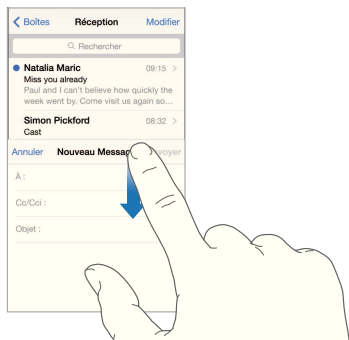 Boîtes Réception Modifier
Rechercher
Natalia Maric 09:15
Miss you already
Paul and I can't believe how quickly the
week went by. Come visit us again so...
Simon Pickford 08:32
Cast
Annuler Nouveau Messag voyer
À :
Cc/Cci :
Objet :